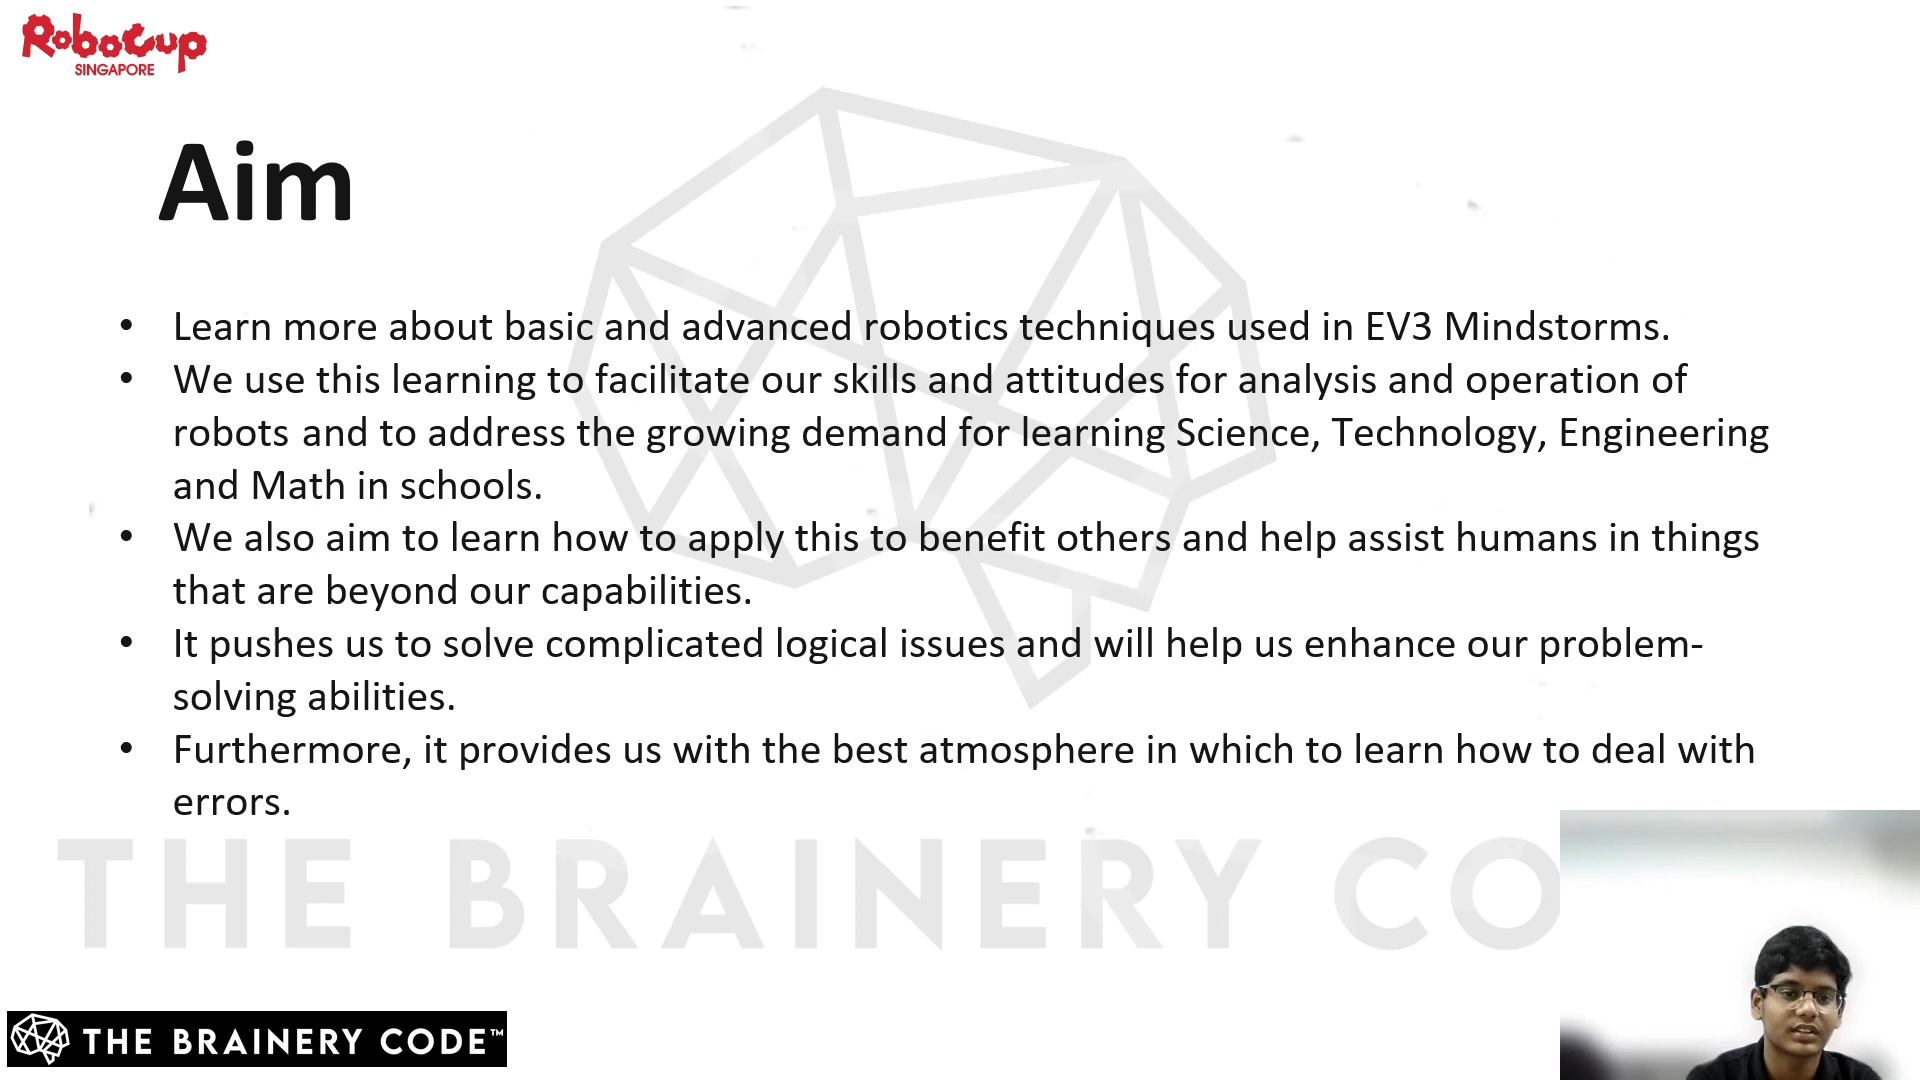 RoboCup
SINGAPORE
Aim
• Learn more about basic and advanced robotics techniques used in EV3 Mindstorms.
• We use this learning to facilitate our skills and attitudes for analysis and operation of
robots and to address the growing demand for learning Science, Technology, Engineering
and Math in schools.
• We also aim to learn how to apply this to benefit others and help assist humans in things
that are beyond our capabilities.
• It pushes us to solve complicated logical issues and will help us enhance our problem-
solving abilities.
• Furthermore, it provides us with the best atmosphere in which to learn how to deal with
errors.
THE BRAINERY CO
THE BRAINERY CODE™